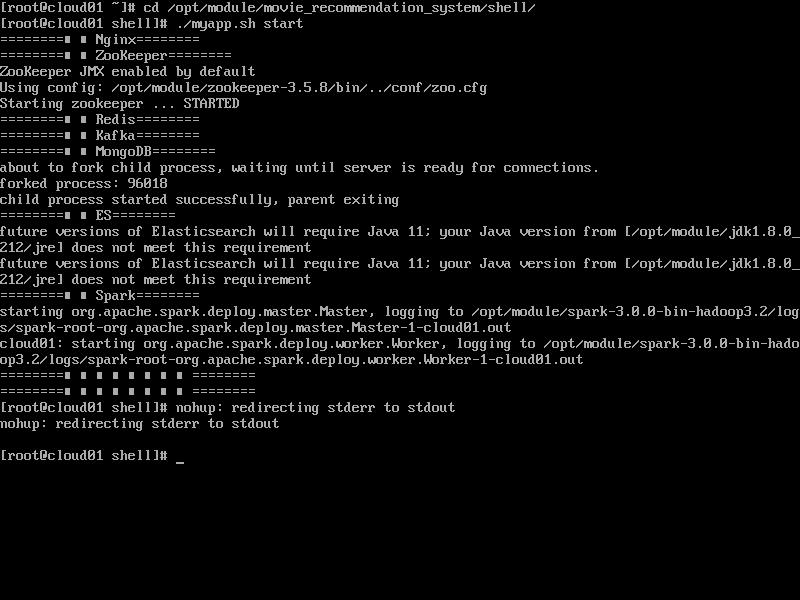 [root@cloud01 ~]# cd /opt/module/movie_recommendation_system/shell/
[root@cloud01 shell]# ./myapp.sh start
========■ ■ Nginx========
========■ ■ ZooKeeper========
ZooKeeper JMX enabled by default
Using config: /opt/module/zookeeper-3.5.8/bin/../conf/zoo.cfg
Starting zookeeper ... STARTED
========■ ■ Redis========
========■ ■ Kafka========
========■ ■ MongoDB========
about to fork child process, waiting until server is ready for connections.
forked process: 96018
child process started successfully, parent exiting
========■ ■ ES========
future versions of Elasticsearch will require Java 11; your Java version from [/opt/module/jdk1.8.0_
212/jre] does not meet this requirement
future versions of Elasticsearch will require Java 11; your Java version from [/opt/module/jdk1.8.0_
212/jre] does not meet this requirement
========■ ■ Spark========
starting org.apache.spark.deploy.master.Master, logging to /opt/module/spark-3.0.0-bin-hadoop3.2/log
s/spark-root-org.apache.spark.deploy.master.Master-1-cloud01.out
cloud01: starting org.apache.spark.deploy.worker.Worker, logging to /opt/module/spark-3.0.0-bin-hado
op3.2/logs/spark-root-org.apache.spark.deploy.worker.Worker-1-cloud01.out
========■ ■ ■ ■ ■ ■ ■ ■ ========
========■ ■ ■ ■ ■ ■ ■ ■ ========
[root@cloud01 shell]# nohup: redirecting stderr to stdout
nohup: redirecting stderr to stdout
[root@cloud01 shell]# _